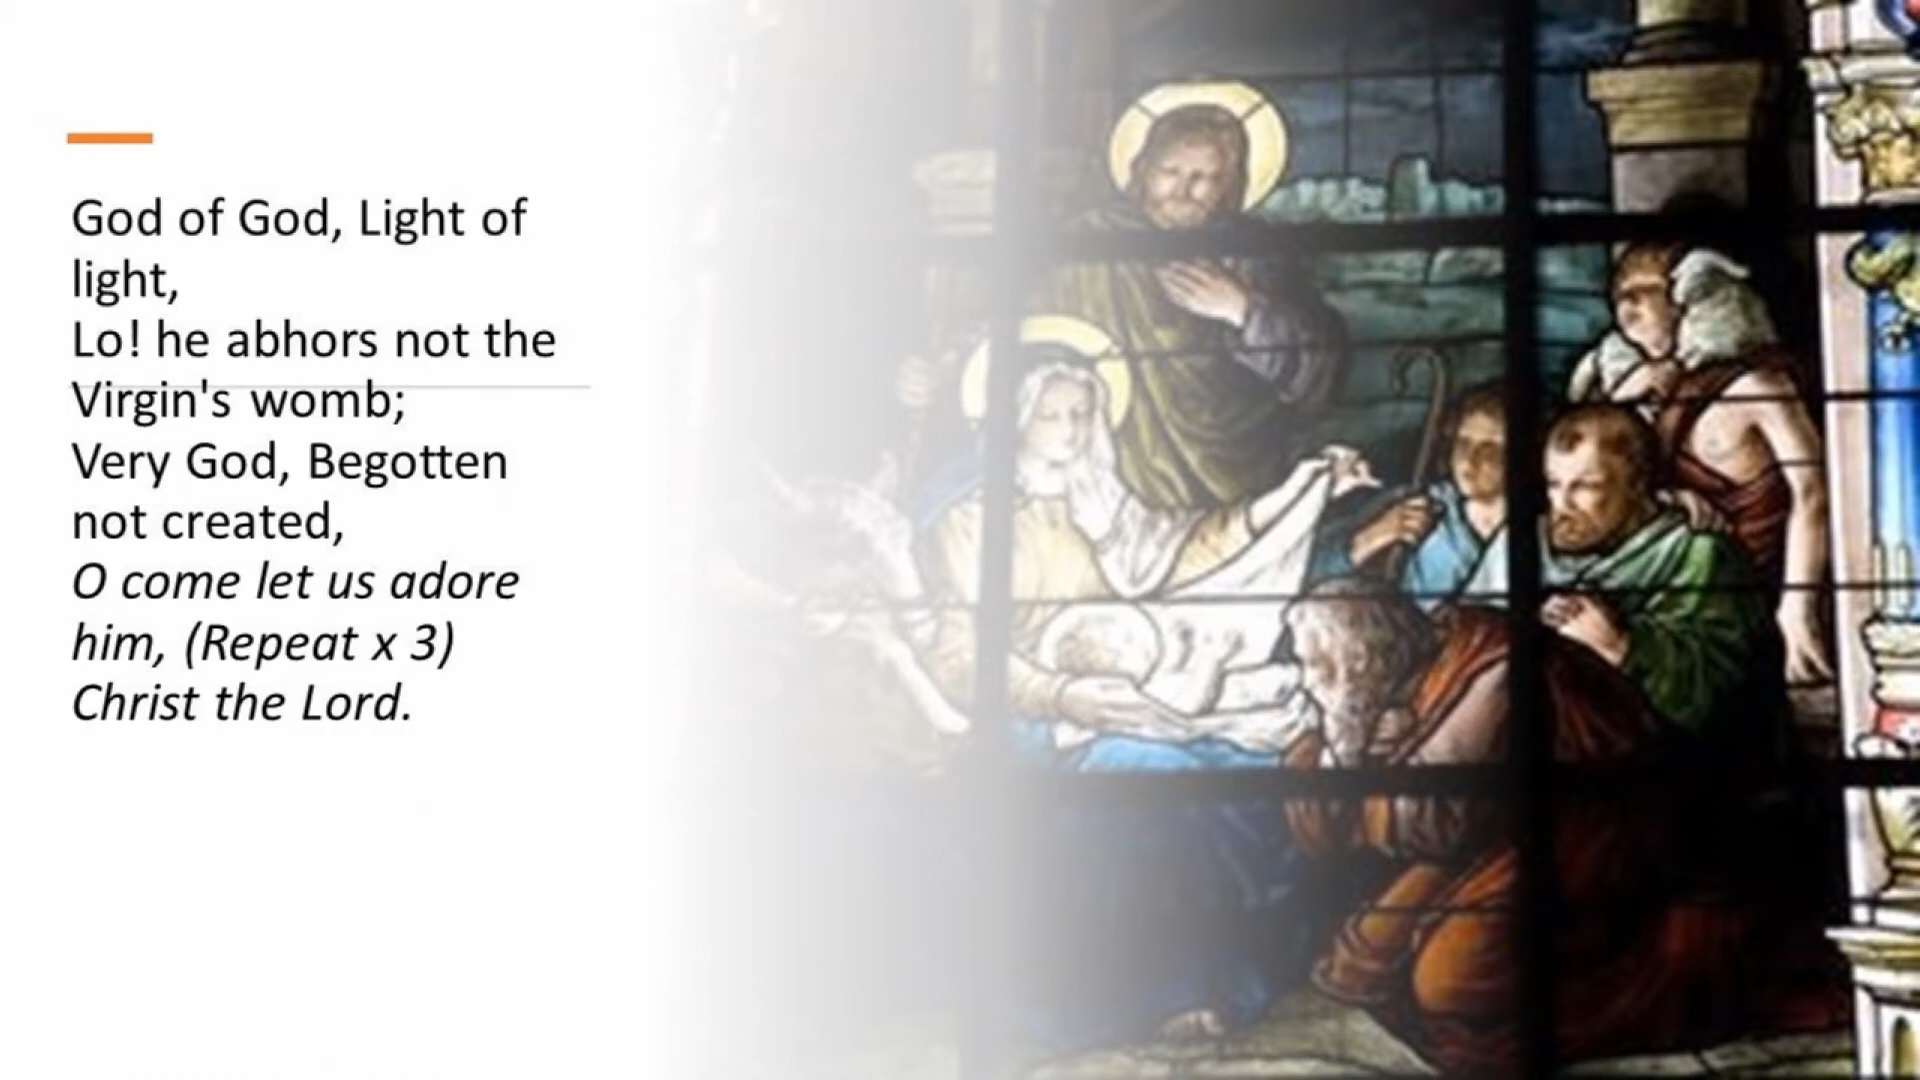 God of God, Light of
light,
Lo! he abhors not the
Virgin's womb;
Very God, Begotten
not created,
O come let us adore
him, (Repeat x 3)
Christ the Lord.